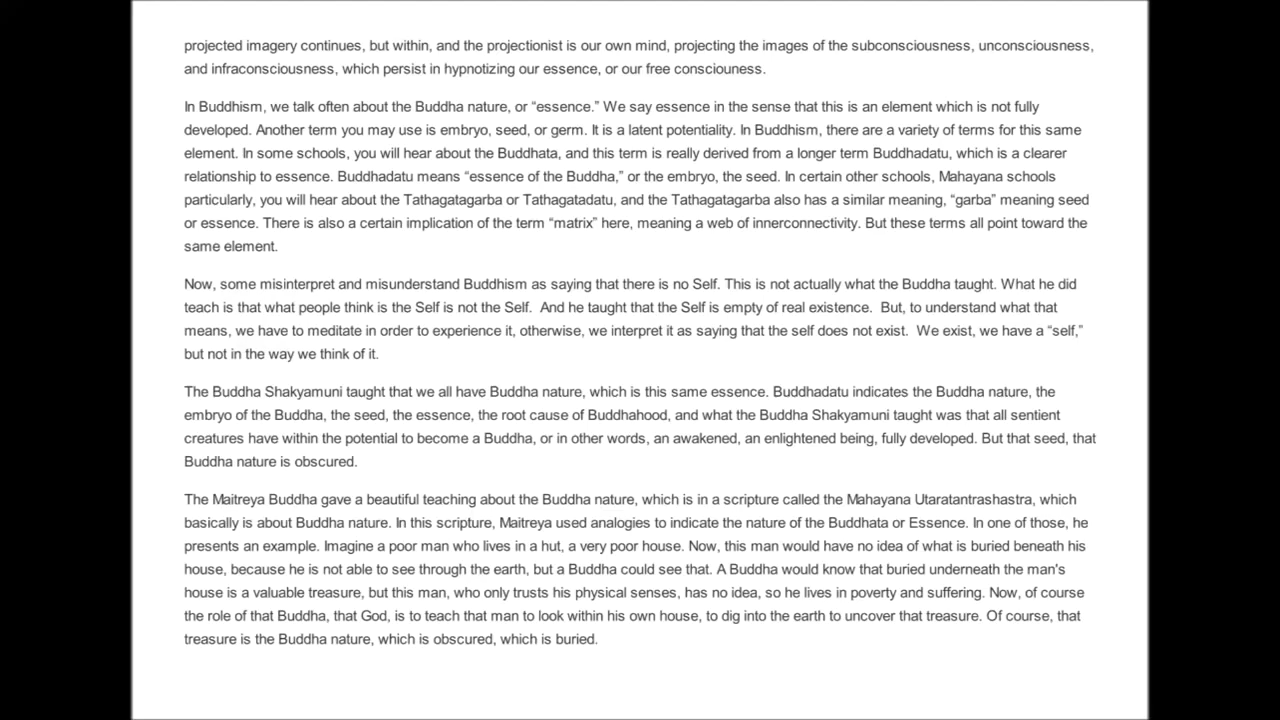 projected imagery continues, but within, and the projectionist is our own mind, projecting the images of the subconsciousness, unconsciousness,
and infraconsciousness, which persist in hypnotizing our essence, or our free consciouness.
In Buddhism, we talk often about the Buddha nature, or “essence.” We say essence in the sense that this is an element which is not fully
developed. Another term you may use is embryo, seed, or germ. It is a latent potentiality. In Buddhism, there are a variety of terms for this same
element. In some schools, you will hear about the Buddhata, and this term is really derived from a longer term Buddhadatu, which is a clearer
relationship to essence. Buddhadatu means “essence of the Buddha,” or the embryo, the seed. In certain other schools, Mahayana schools
particularly, you will hear about the Tathagatagarba or Tathagatadatu, and the Tathagatagarba also has a similar meaning, “garba” meaning seed
or essence. There is also a certain implication of the term “matrix” here, meaning a web of innerconnectivity. But these terms all point toward the
same element.
Now, some misinterpret and misunderstand Buddhism as saying that there is no Self. This is not actually what the Buddha taught. What he did
teach is that what people think is the Self is not the Self.  And he taught that the Self is empty of real existence.  But, to understand what that
means, we have to meditate in order to experience it, otherwise, we interpret it as saying that the self does not exist.  We exist, we have a “self,”
but not in the way we think of it.
The Buddha Shakyamuni taught that we all have Buddha nature, which is this same essence. Buddhadatu indicates the Buddha nature, the
embryo of the Buddha, the seed, the essence, the root cause of Buddhahood, and what the Buddha Shakyamuni taught was that all sentient
creatures have within the potential to become a Buddha, or in other words, an awakened, an enlightened being, fully developed. But that seed, that
Buddha nature is obscured.
The Maitreya Buddha gave a beautiful teaching about the Buddha nature, which is in a scripture called the Mahayana Utaratantrashastra, which
basically is about Buddha nature. In this scripture, Maitreya used analogies to indicate the nature of the Buddhata or Essence. In one of those, he
presents an example. Imagine a poor man who lives in a hut, a very poor house. Now, this man would have no idea of what is buried beneath his
house, because he is not able to see through the earth, but a Buddha could see that. A Buddha would know that buried underneath the man's
house is a valuable treasure, but this man, who only trusts his physical senses, has no idea, so he lives in poverty and suffering. Now, of course
the role of that Buddha, that God, is to teach that man to look within his own house, to dig into the earth to uncover that treasure. Of course, that
treasure is the Buddha nature, which is obscured, which is buried.